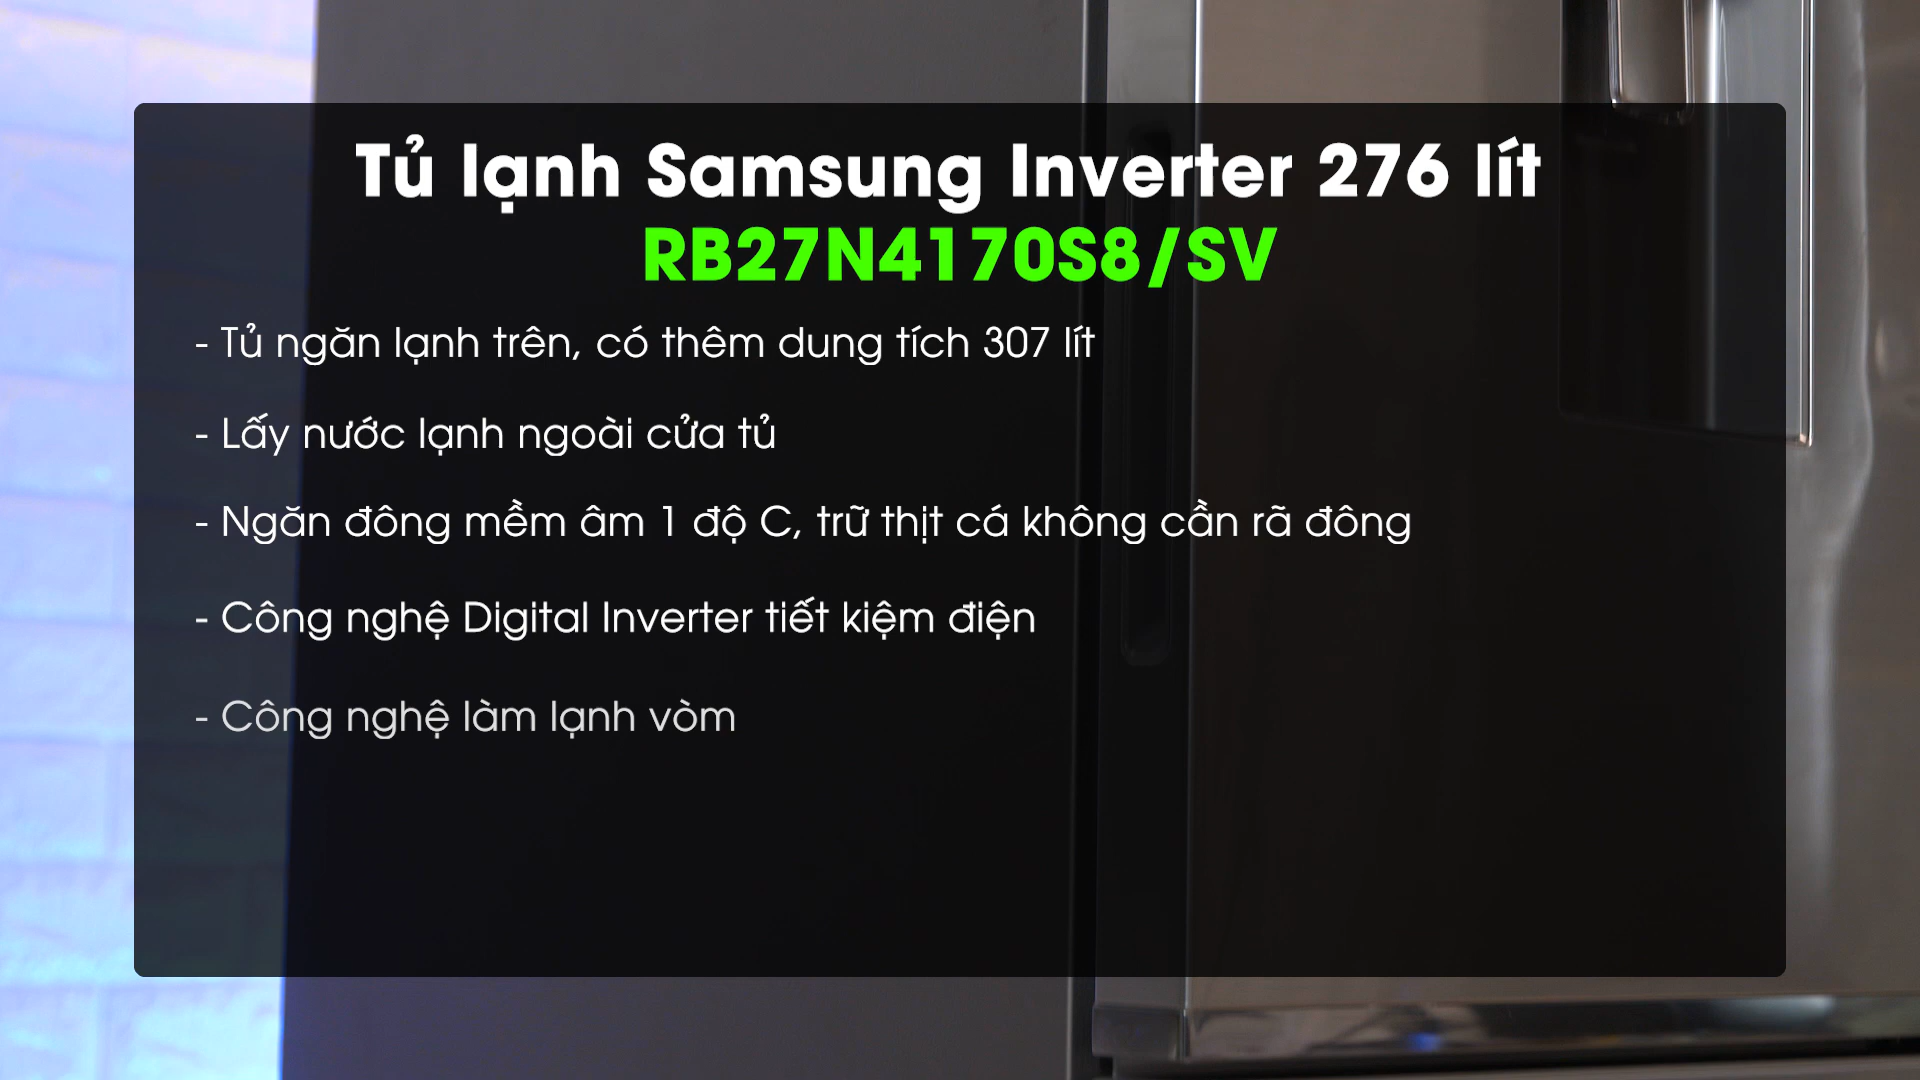 Tủ lạnh Samsung Inverter 276 lít
RB27N4170S8/SV
- Tủ ngăn lạnh trên, có thêm dung tích 307 lít
- Lấy nước lạnh ngoài cửa tủ
- Ngăn đông mềm âm 1 độ C, trữ thịt cá không cần rã đông
- Công nghệ Digital Inverter tiết kiệm điện
- Công nghệ làm lạnh vòm